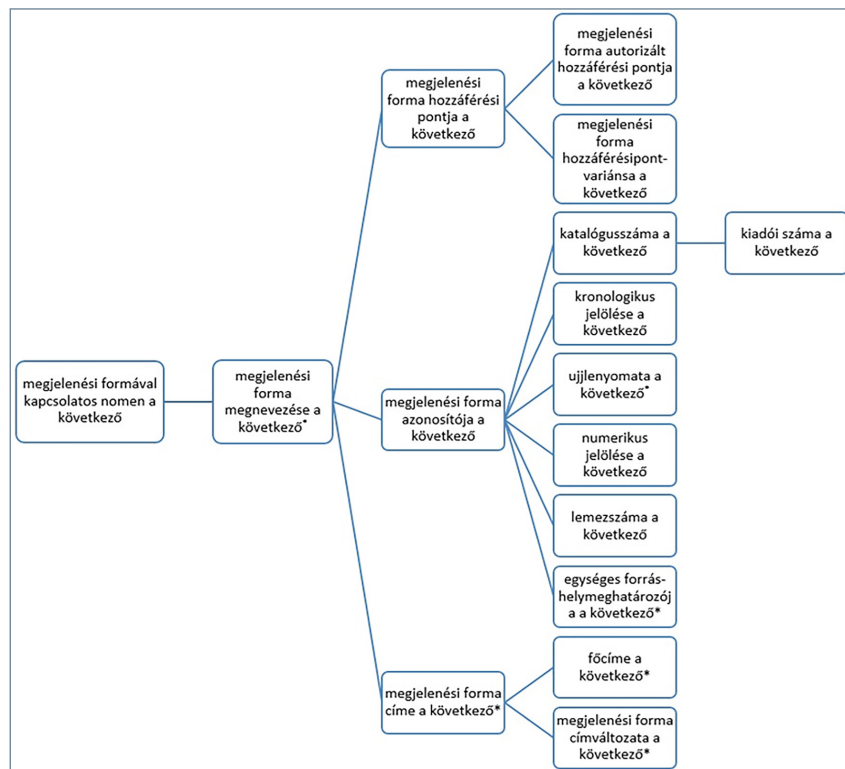 megjelenési formával
kapcsolatos nomen a
következő
megjelenési
forma
megnevezése a
következő*
megjelenési
forma hozzáférési
pontja a
következő
megjelenési
forma autorizált
hozzáférési pontja
a következő
megjelenési
forma
hozzáférésipont-
variánsa a
következő
megjelenési forma
azonosítója a
következő
katalógusszáma a
következő
kiadói száma a
következő
kronologikus
jelölése a
következő
ujjlenyomata a
következő*
numerikus
jelölése a
következő
lemezszáma a
következő
egységes forrás-
helymeghatározój
a a következő*
megjelenési forma
címe a következő*
főcíme a
következő*
megjelenési forma
címváltozata a
következő*